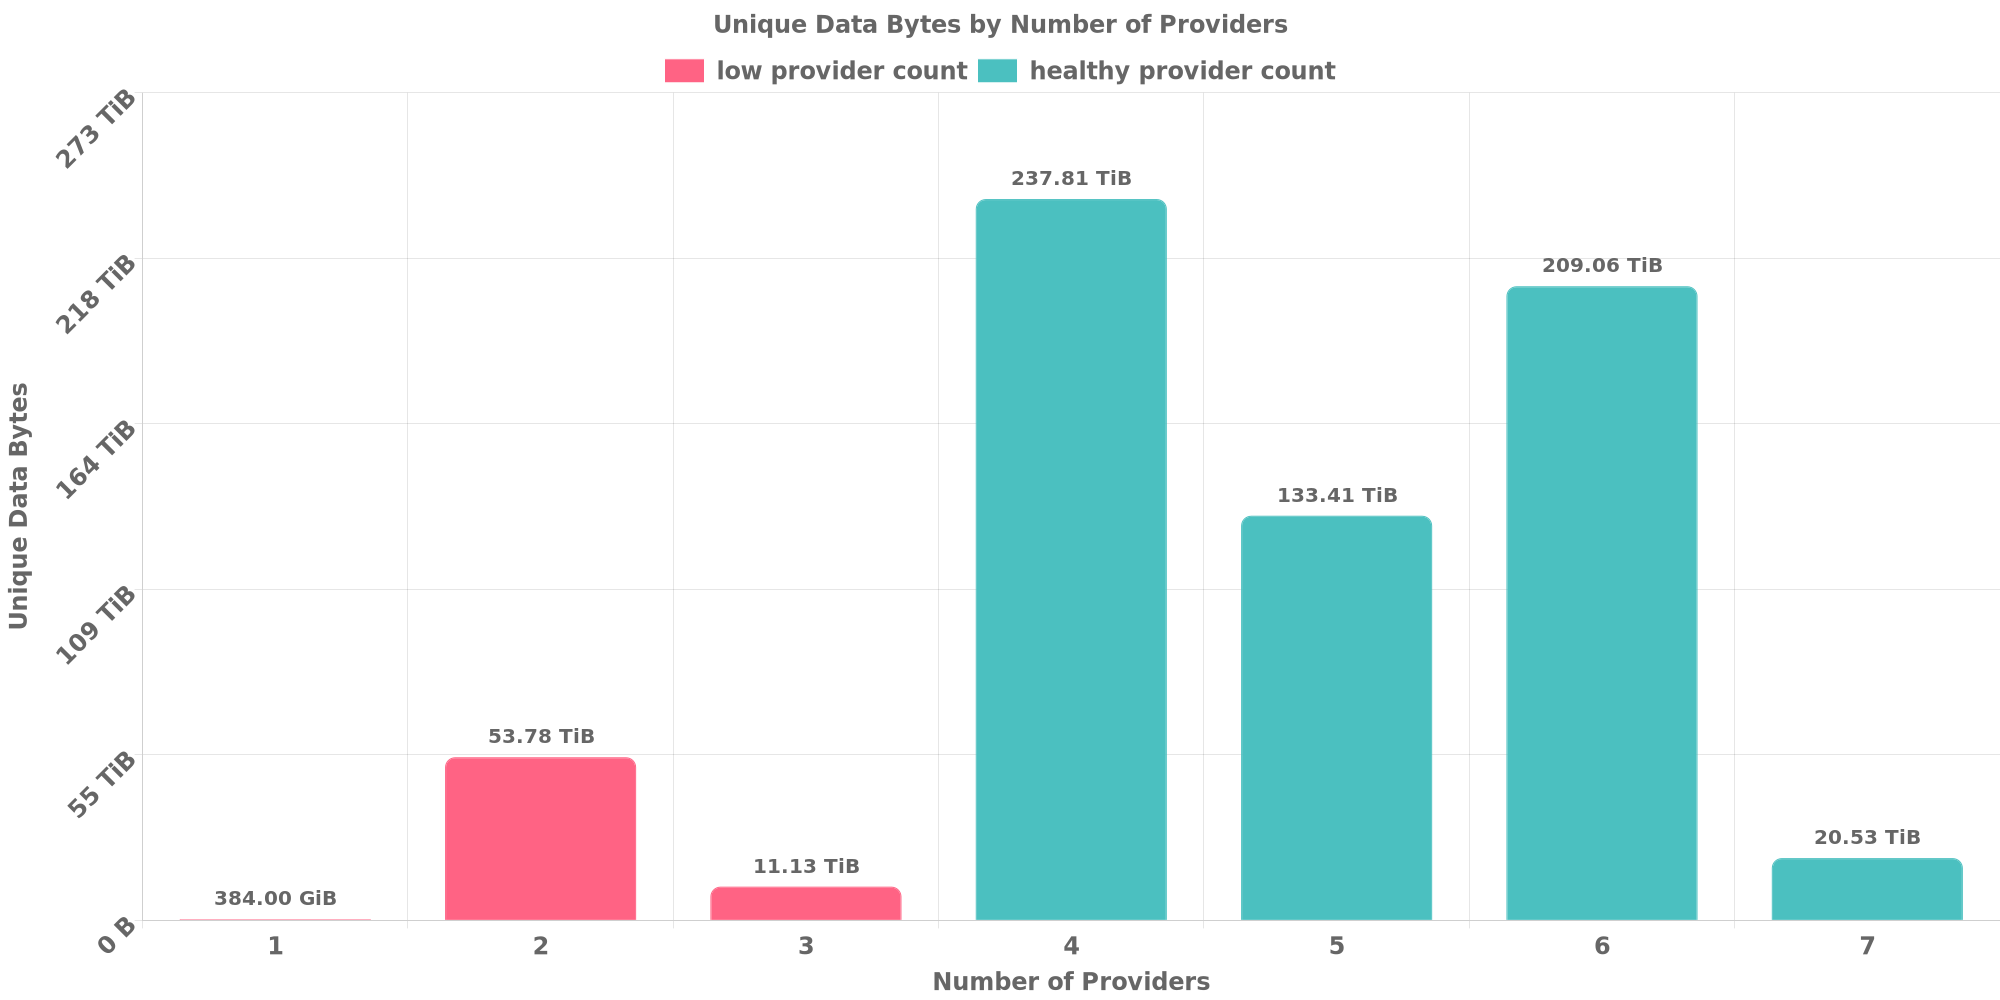 Unique Data Bytes by Number of Providers
low provider count healthy provider count
273 TiB
218 TiB
164 TiB
109 TiB
55 TiB
0 B
Unique Data Bytes
384.00 GiB
53.78 TiB
11.13 TiB
237.81 TiB
133.41 TiB
209.06 TiB
20.53 TiB
1 2 3 4 5 6 7
Number of Providers